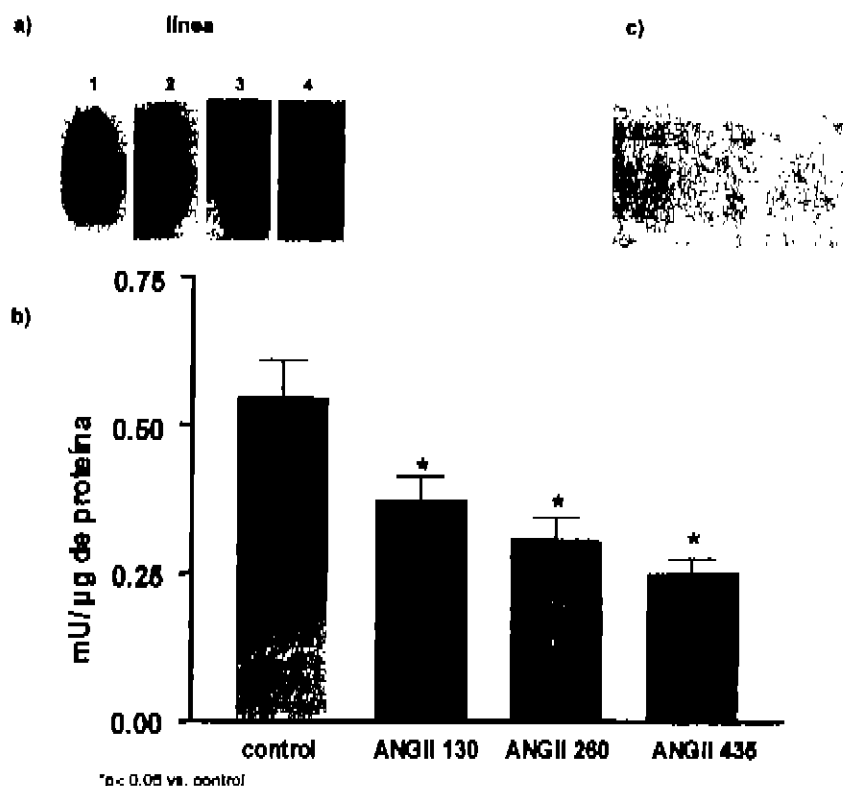 a) línea c)
1 2 3 4
b)
0.75
0.50
0.25
0.00
mU/µg de proteína
* * *
control ANGII 130 ANGII 260 ANGII 435
*p< 0.05 vs. control